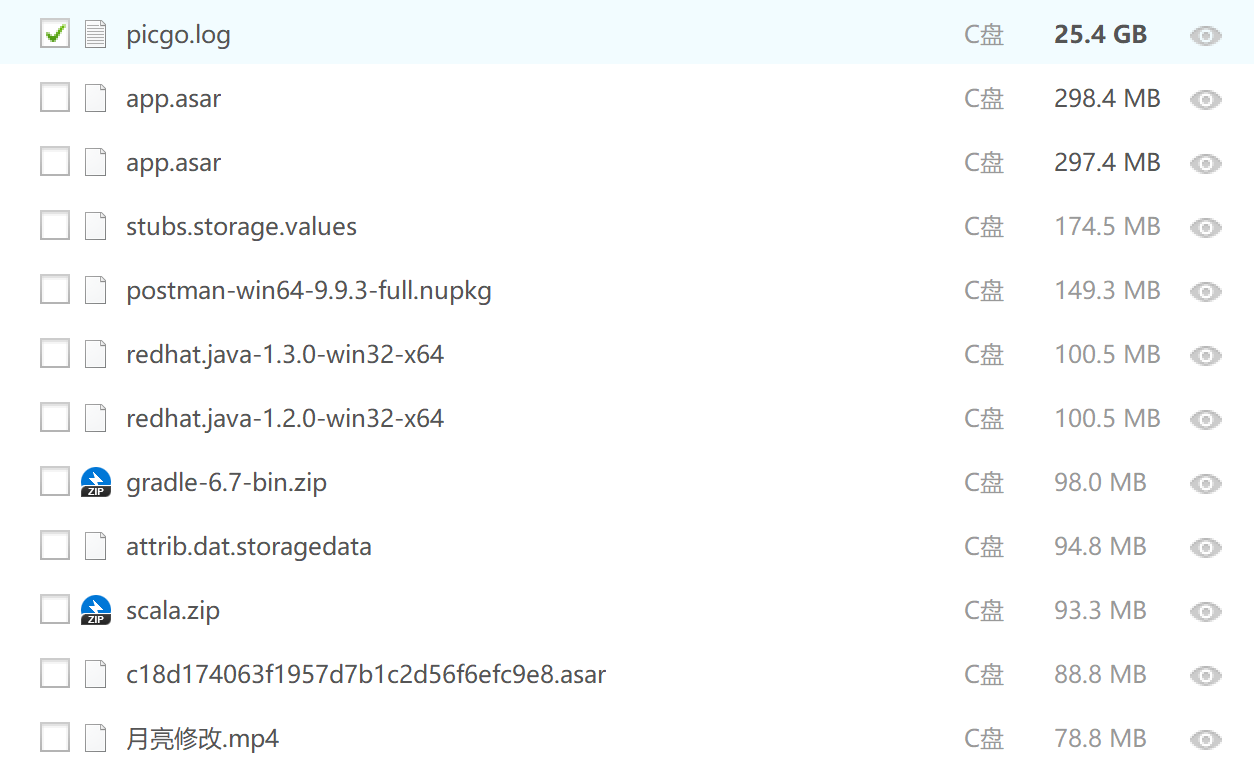 picgo.log C盘 25.4 GB
app.asar C盘 298.4 MB
app.asar C盘 297.4 MB
stubs.storage.values C盘 174.5 MB
postman-win64-9.9.3-full.nupkg C盘 149.3 MB
redhat.java-1.3.0-win32-x64 C盘 100.5 MB
redhat.java-1.2.0-win32-x64 C盘 100.5 MB
ZIP gradle-6.7-bin.zip C盘 98.0 MB
attrib.dat.storagedata C盘 94.8 MB
ZIP scala.zip C盘 93.3 MB
c18d174063f1957d7b1c2d56f6efc9e8.asar C盘 88.8 MB
月亮修改.mp4 C盘 78.8 MB